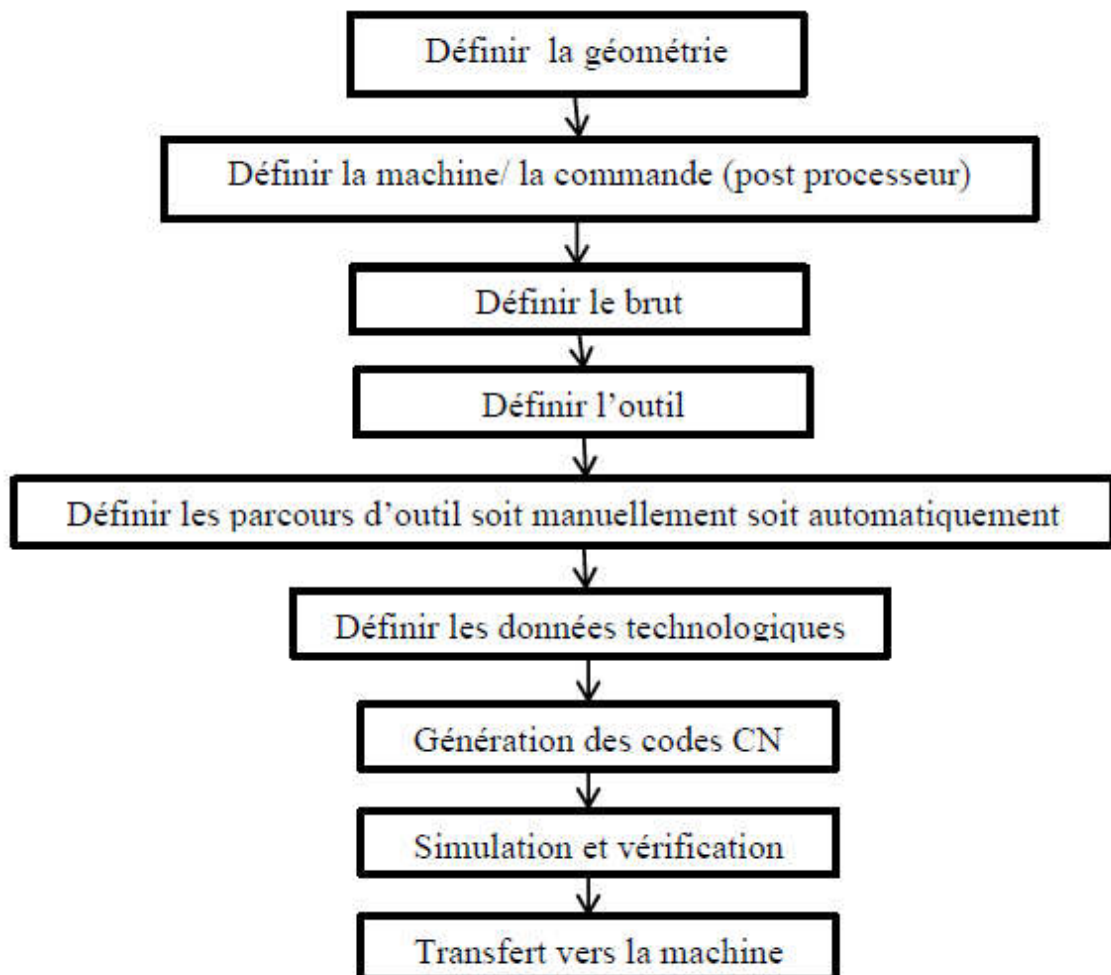 Définir la géométrie
Définir la machine/ la commande (post processeur)
Définir le brut
Définir l’outil
Définir les parcours d’outil soit manuellement soit automatiquement
Définir les données technologiques
Génération des codes CN
Simulation et vérification
Transfert vers la machine